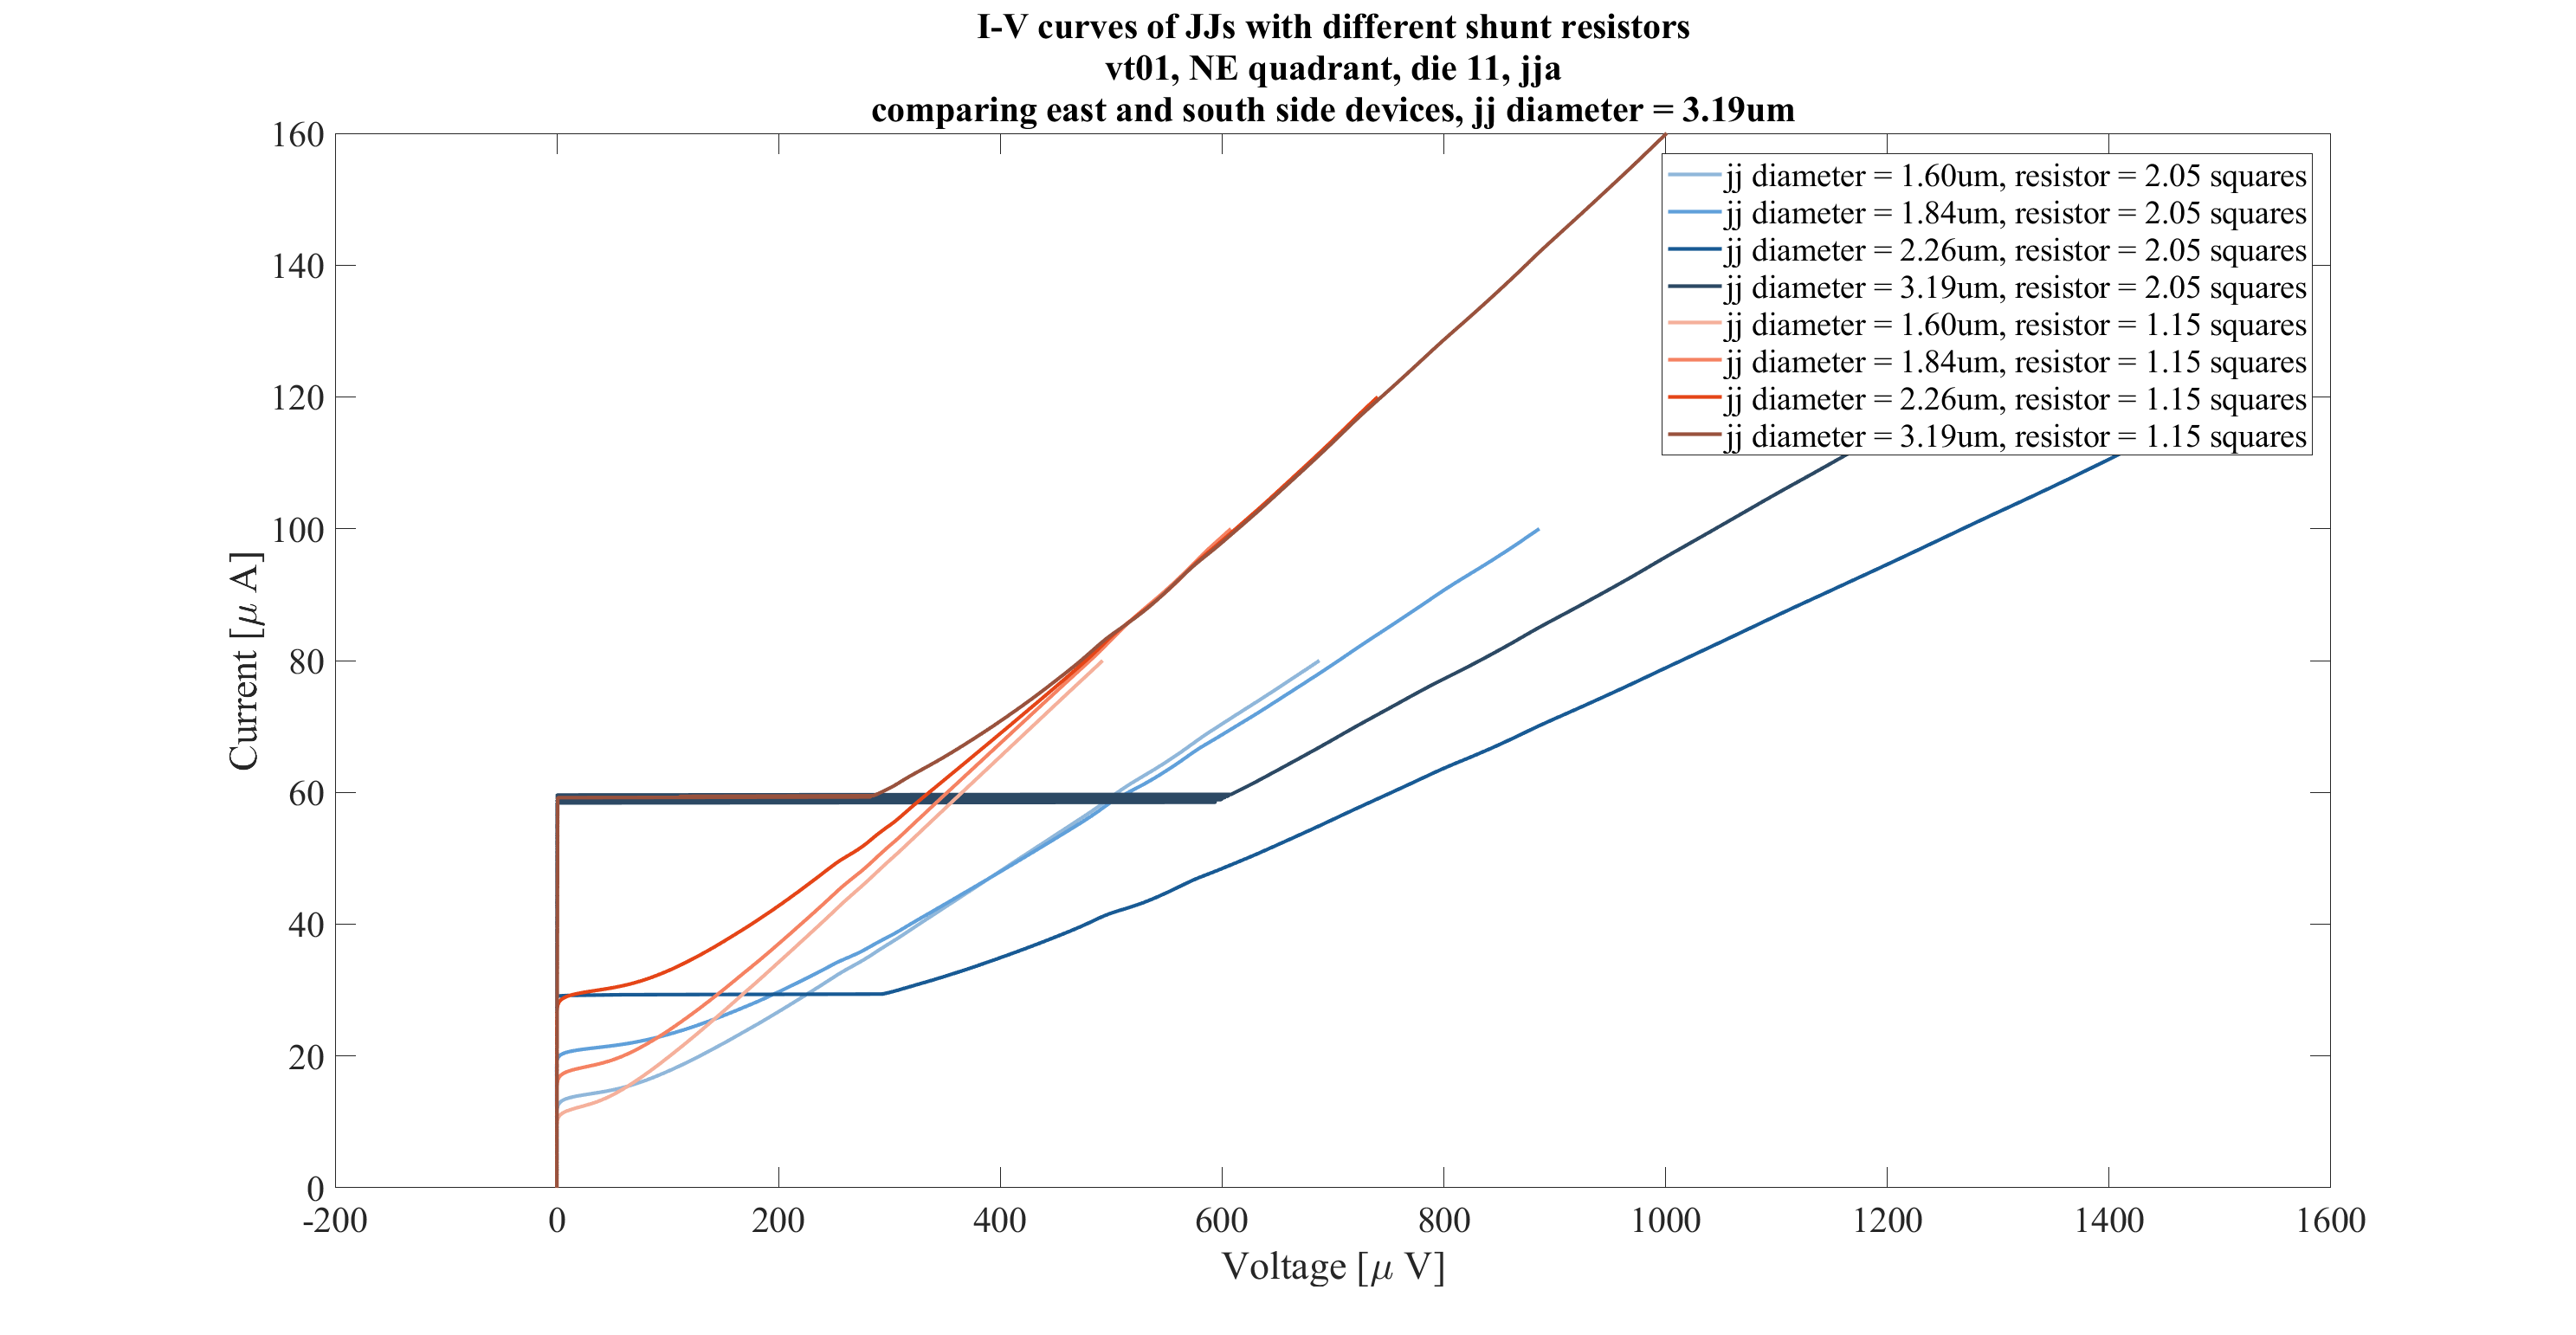 I-V curves of JJs with different shunt resistors
vt01, NE quadrant, die 11, jja
comparing east and south side devices, jj diameter = 3.19um
160
140
120
100
80
60
40
20
0
Current [μ A]
jj diameter = 1.60um, resistor = 2.05 squares
jj diameter = 1.84um, resistor = 2.05 squares
jj diameter = 2.26um, resistor = 2.05 squares
jj diameter = 3.19um, resistor = 2.05 squares
jj diameter = 1.60um, resistor = 1.15 squares
jj diameter = 1.84um, resistor = 1.15 squares
jj diameter = 2.26um, resistor = 1.15 squares
jj diameter = 3.19um, resistor = 1.15 squares
-200 0 200 400 600 800 1000 1200 1400 1600
Voltage [μ V]